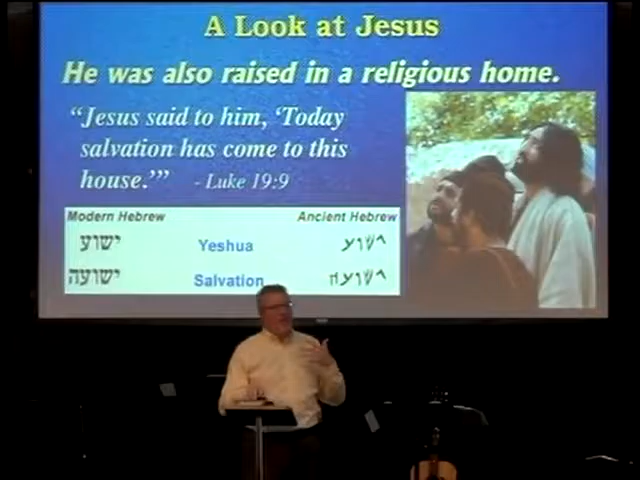 A Look at Jesus
He was also raised in a religious home.
“Jesus said to him, ‘Today
salvation has come to this
house.’” - Luke 19:9
Modern Hebrew Ancient Hebrew
ישוע Yeshua
ישועה Salvation